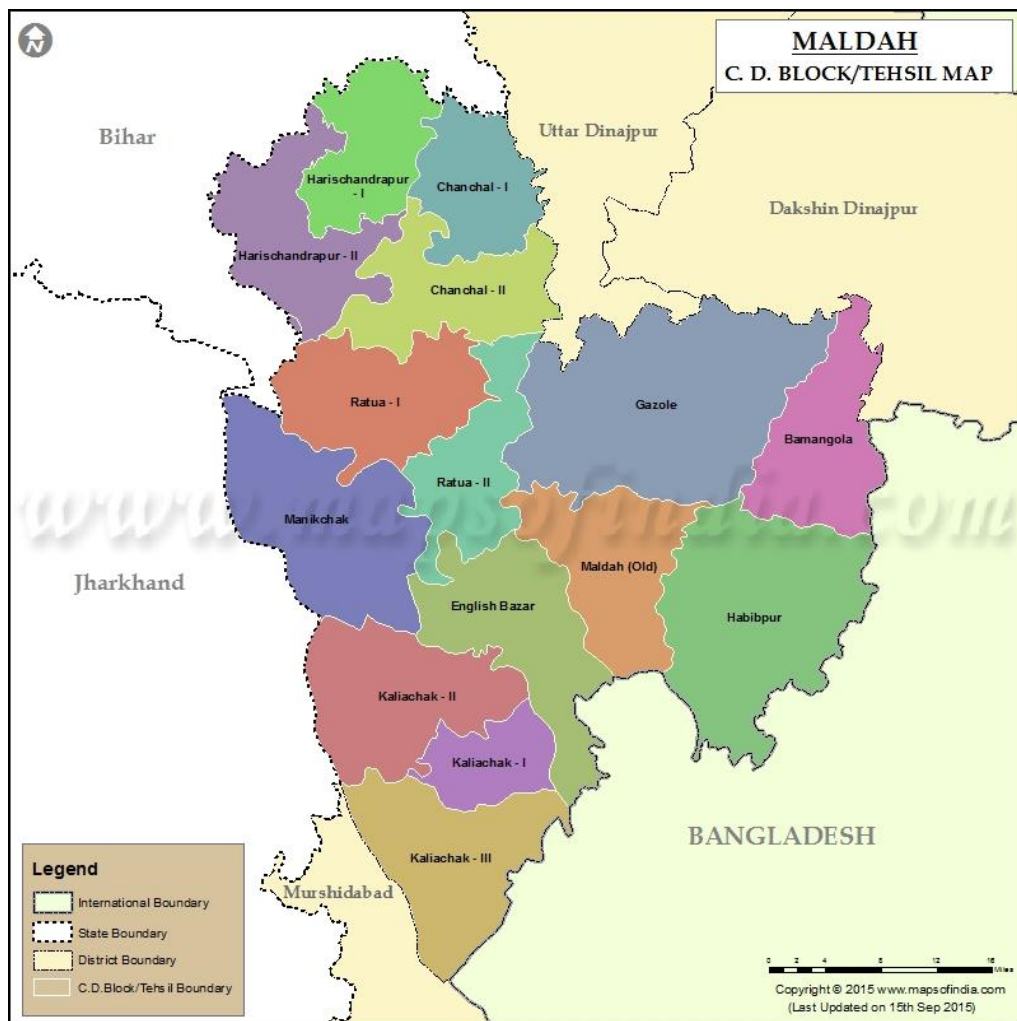 N
MALDAH
C. D. BLOCK/TEHSIL MAP
Bihar
Uttar Dinajpur
Dakshin Dinajpur
Harischandrapur
- I
Chanchal - I
Harischandrapur - II
Chanchal - II
Ratua - I
Gazole
Bamangola
Ratua - II
Manikchak
www.mapsofindia.com
Maldah (Old)
Jharkhand
English Bazar
Habibpur
Kaliachak - II
Kaliachak - I
BANGLADESH
Kaliachak - III
Murshidabad
Legend
International Boundary
State Boundary
District Boundary
C.D.Block/Tehsil Boundary
0 2 4 8 12 16
Miles
Copyright © 2015 www.mapsofindia.com
(Last Updated on 15th Sep 2015)